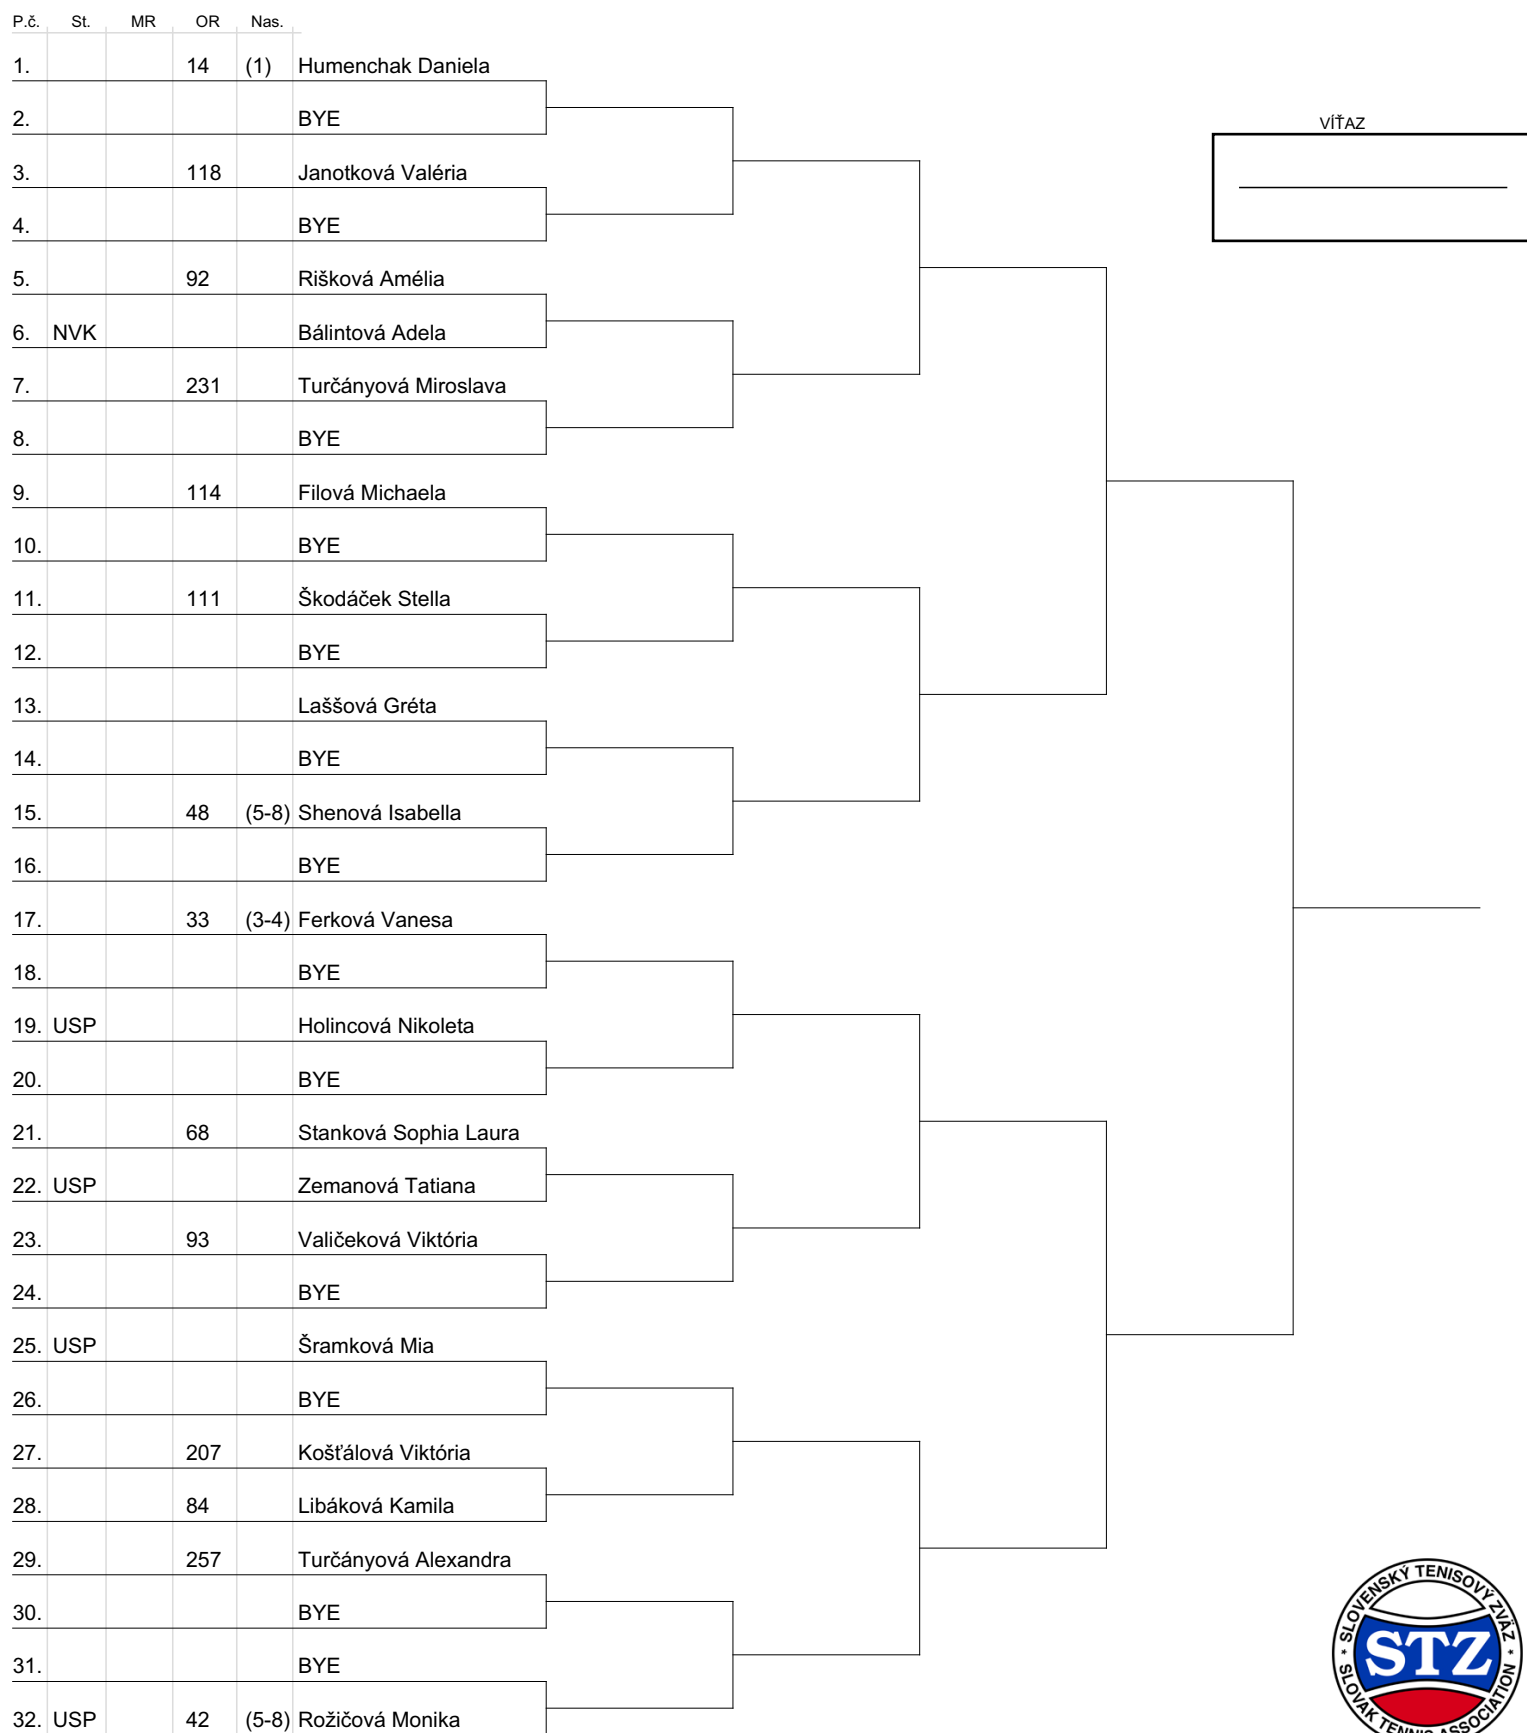 P.č. St. MR OR Nas.
1. 14 (1) Humenchak Daniela
2. BYE
VÍŤAZ
3. 118 Janotková Valéria
4. BYE
5. 92 Rišková Amélia
6. NVK Bálintová Adela
7. 231 Turčányová Miroslava
8. BYE
9. 114 Filová Michaela
10. BYE
11. 111 Škodáček Stella
12. BYE
13. Laššová Gréta
14. BYE
15. 48 (5-8) Shenová Isabella
16. BYE
17. 33 (3-4) Ferková Vanesa
18. BYE
19. USP Holincová Nikoleta
20. BYE
21. 68 Stanková Sophia Laura
22. USP Zemanová Tatiana
23. 93 Valičeková Viktória
24. BYE
25. USP Šramková Mia
26. BYE
27. 207 Košťálová Viktória
28. 84 Libáková Kamila
29. 257 Turčányová Alexandra
30. BYE
31. BYE
32. USP 42 (5-8) Rožičová Monika
SLOVENSKÝ TENISOVÝ ZVÄZ
STZ
SLOVAK TENNIS ASSOCIATION